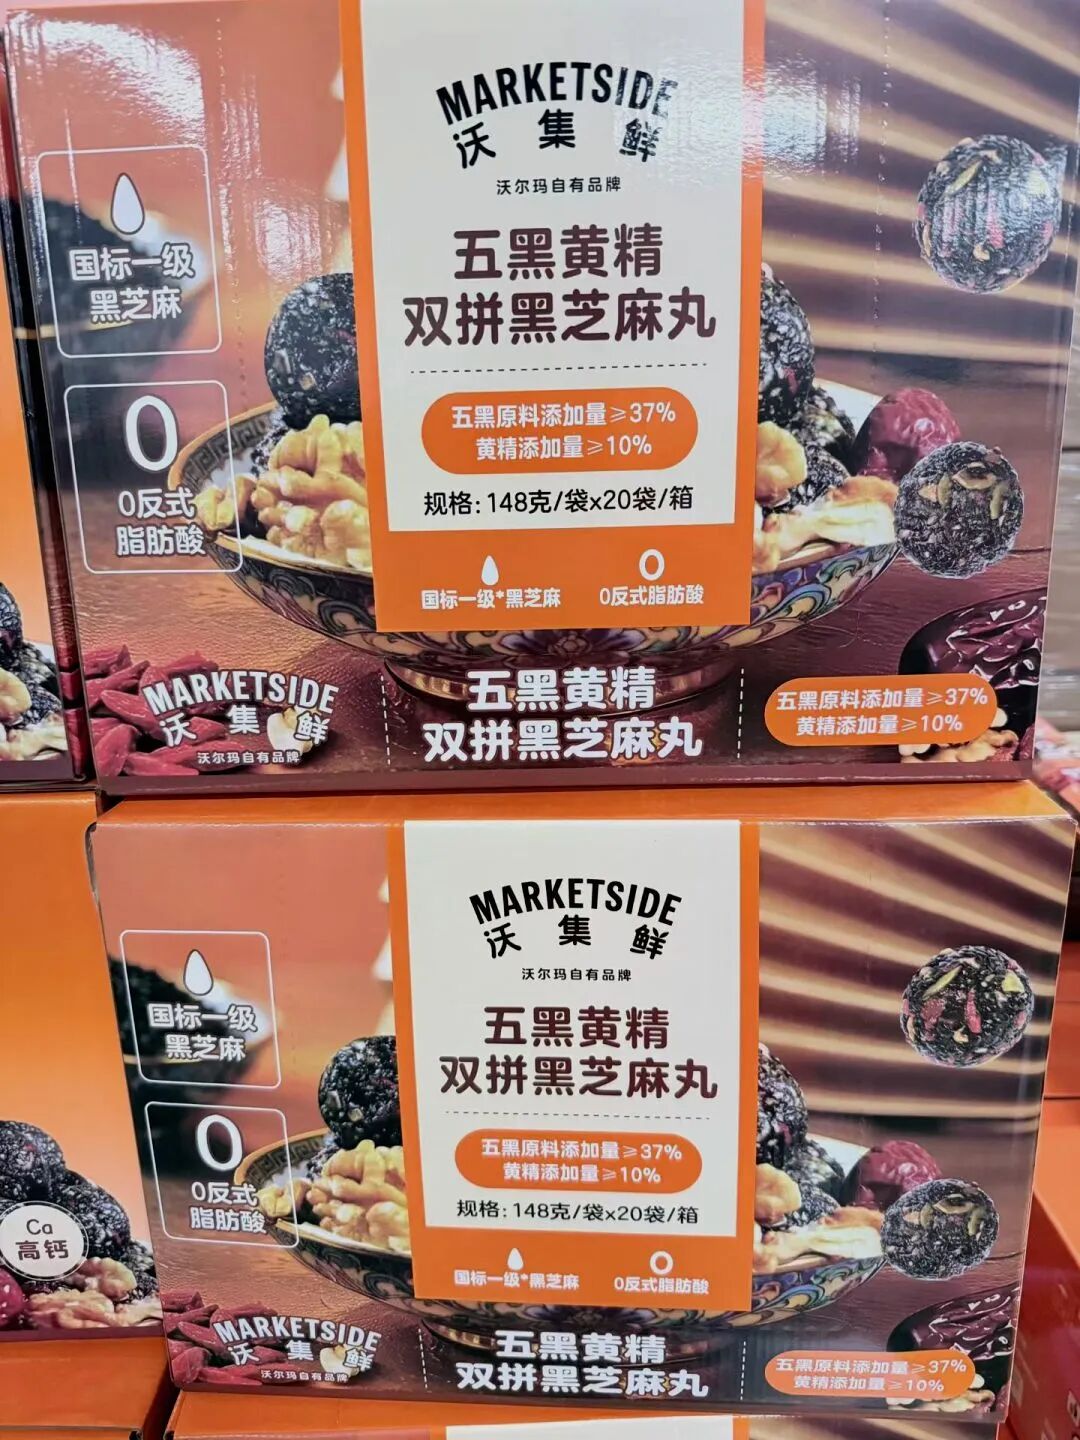 MARKETSIDE
沃集鲜
沃尔玛自有品牌
国标一级
黑芝麻
0
0反式
脂肪酸
五黑黄精
双拼黑芝麻丸
五黑原料添加量≥37%
黄精添加量≥10%
规格:148克/袋x20袋/箱
国标一级*黑芝麻
0反式脂肪酸
MARKETSIDE
沃集鲜
沃尔玛自有品牌
五黑黄精
双拼黑芝麻丸
五黑原料添加量≥37%
黄精添加量≥10%
MARKETSIDE
沃集鲜
沃尔玛自有品牌
国标一级
黑芝麻
0
0反式
脂肪酸
五黑黄精
双拼黑芝麻丸
五黑原料添加量≥37%
黄精添加量≥10%
规格:148克/袋x20袋/箱
国标一级*黑芝麻
0反式脂肪酸
Ca
高钙
MARKETSIDE
沃集鲜
沃尔玛自有品牌
五黑黄精
双拼黑芝麻丸
五黑原料添加量≥37%
黄精添加量≥10%